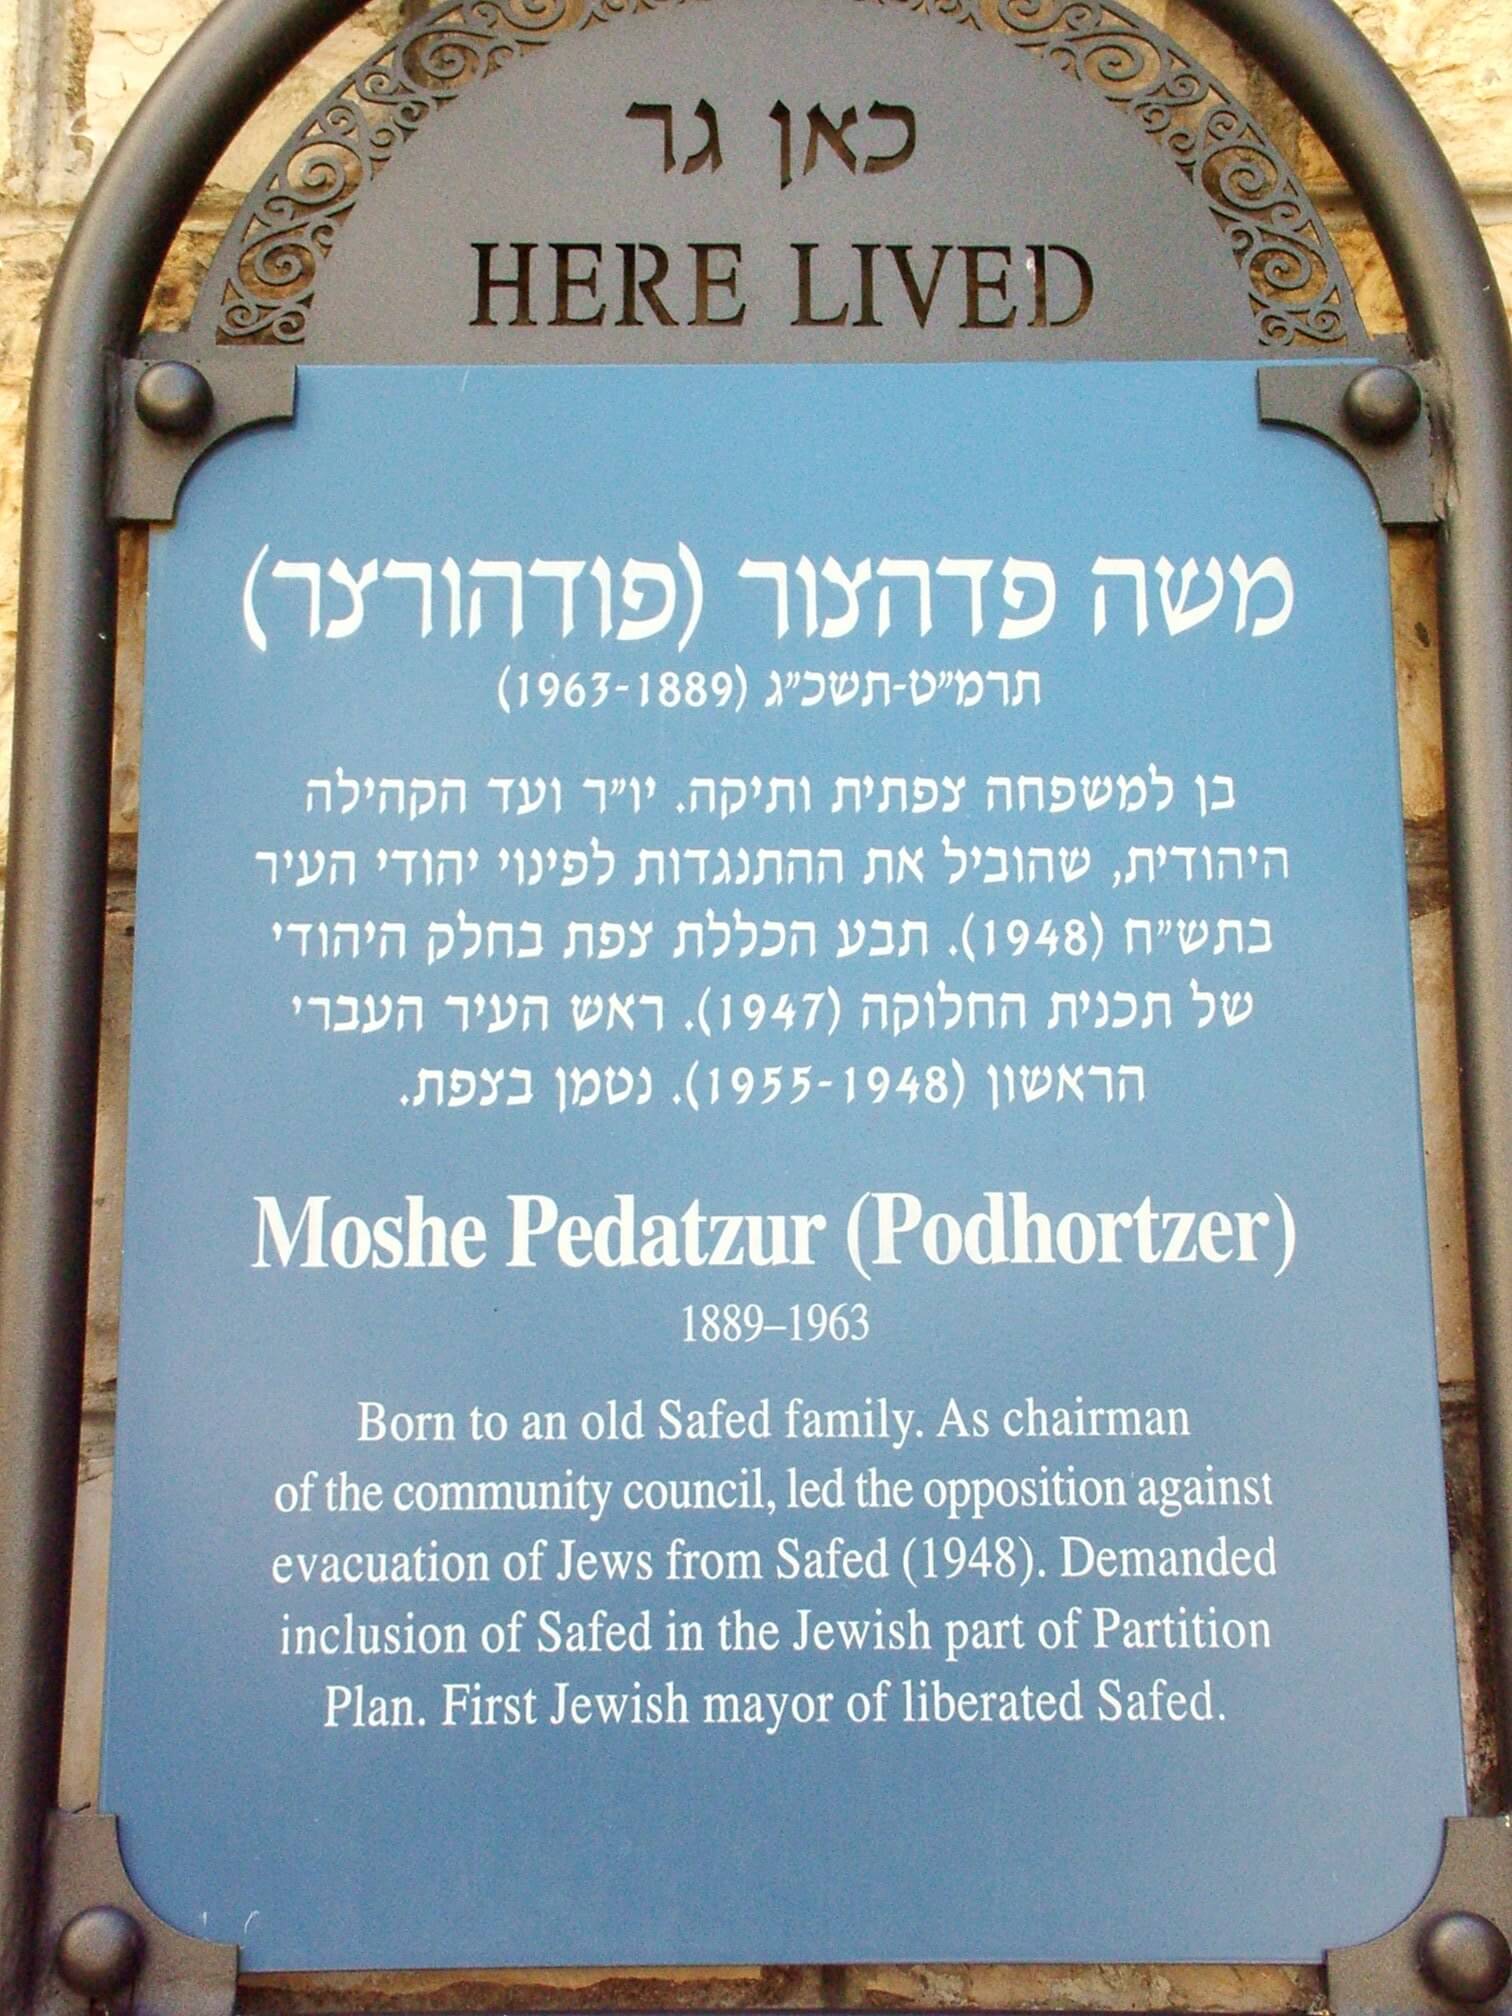 כאן גר
HERE LIVED
משה פדהצור (פודהורצר)
תרמ״ט-תשכ״ג (1963-1889)
בן למשפחה צפתית ותיקה. יו״ר ועד הקהילה
היהודית, שהוביל את ההתנגדות לפינוי יהודי העיר
בתש״ח (1948). תבע הכללת צפת בחלק היהודי
של תכנית החלוקה (1947). ראש העיר העברי
הראשון (1955-1948). נטמן בצפת.
Moshe Pedatzur (Podhortzer)
1889–1963
Born to an old Safed family. As chairman
of the community council, led the opposition against
evacuation of Jews from Safed (1948). Demanded
inclusion of Safed in the Jewish part of Partition
Plan. First Jewish mayor of liberated Safed.